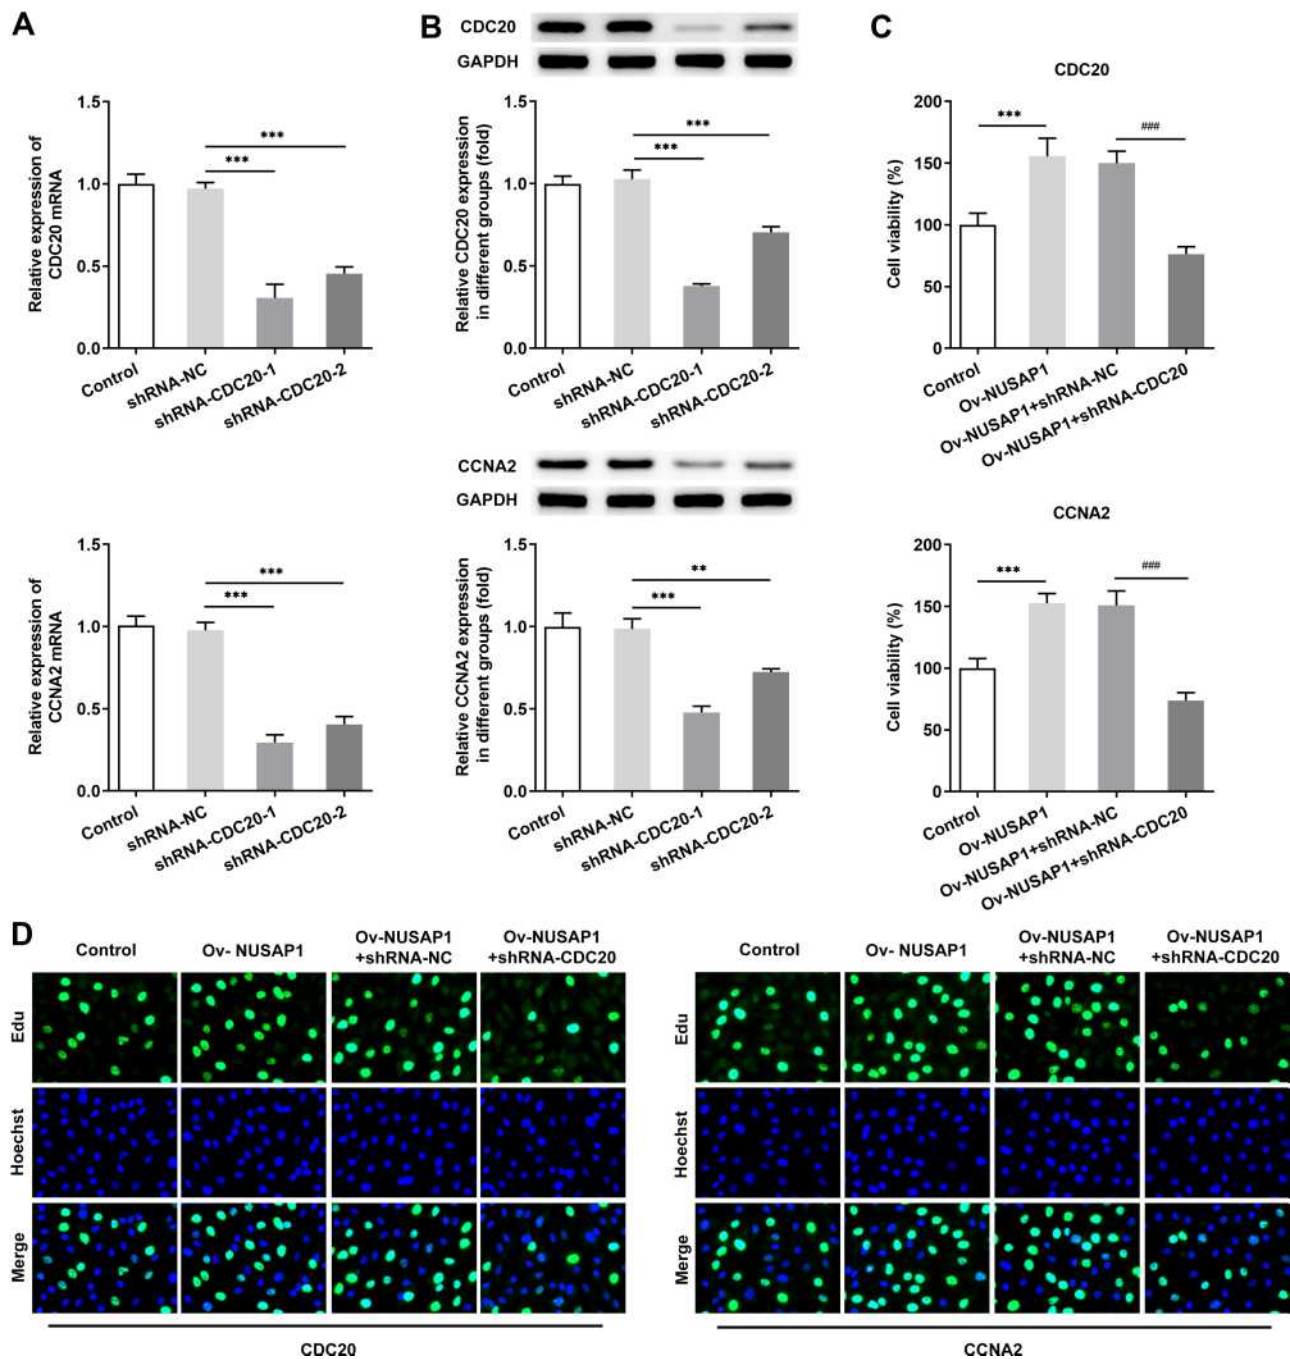 A
Relative expression of
CDC20 mRNA
1.5
1.0
0.5
0.0
***
***
Control
shRNA-NC
shRNA-CDC20-1
shRNA-CDC20-2
B
CDC20
GAPDH
Relative CDC20 expression
in different groups (fold)
1.5
1.0
0.5
0.0
***
***
Control
shRNA-NC
shRNA-CDC20-1
shRNA-CDC20-2
C
CDC20
Cell viability (%)
200
150
100
50
0
***
###
Control
Ov-NUSAP1
Ov-NUSAP1+shRNA-NC
Ov-NUSAP1+shRNA-CDC20
Relative expression of
CCNA2 mRNA
1.5
1.0
0.5
0.0
***
***
Control
shRNA-NC
shRNA-CDC20-1
shRNA-CDC20-2
CCNA2
GAPDH
Relative CCNA2 expression
in different groups (fold)
1.5
1.0
0.5
0.0
**
***
Control
shRNA-NC
shRNA-CDC20-1
shRNA-CDC20-2
CCNA2
Cell viability (%)
200
150
100
50
0
***
###
Control
Ov-NUSAP1
Ov-NUSAP1+shRNA-NC
Ov-NUSAP1+shRNA-CDC20
D
Control
Ov- NUSAP1
Ov-NUSAP1
+shRNA-NC
Ov-NUSAP1
+shRNA-CDC20
Edu
Hoechst
Merge
CDC20
Control
Ov- NUSAP1
Ov-NUSAP1
+shRNA-NC
Ov-NUSAP1
+shRNA-CDC20
Edu
Hoechst
Merge
CCNA2